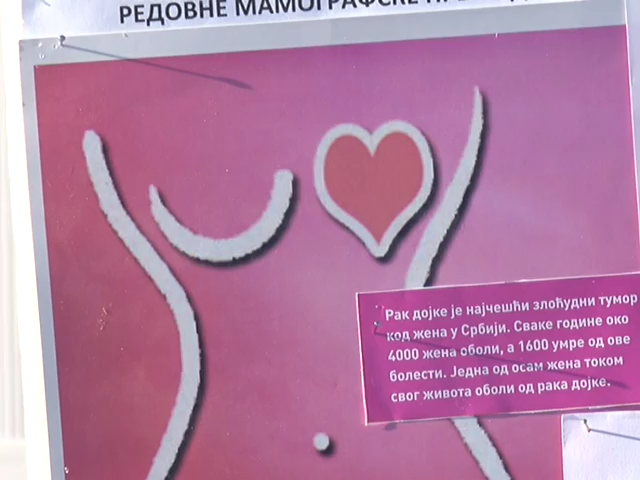 РЕДОВНЕ МАМОГРАФСКЕ
Рак дојке је најчешћи злоћудни тумор
код жена у Србији. Сваке године око
4000 жена оболи, а 1600 умре од ове
болести. Једна од осам жена током
свог живота оболи од рака дојке.